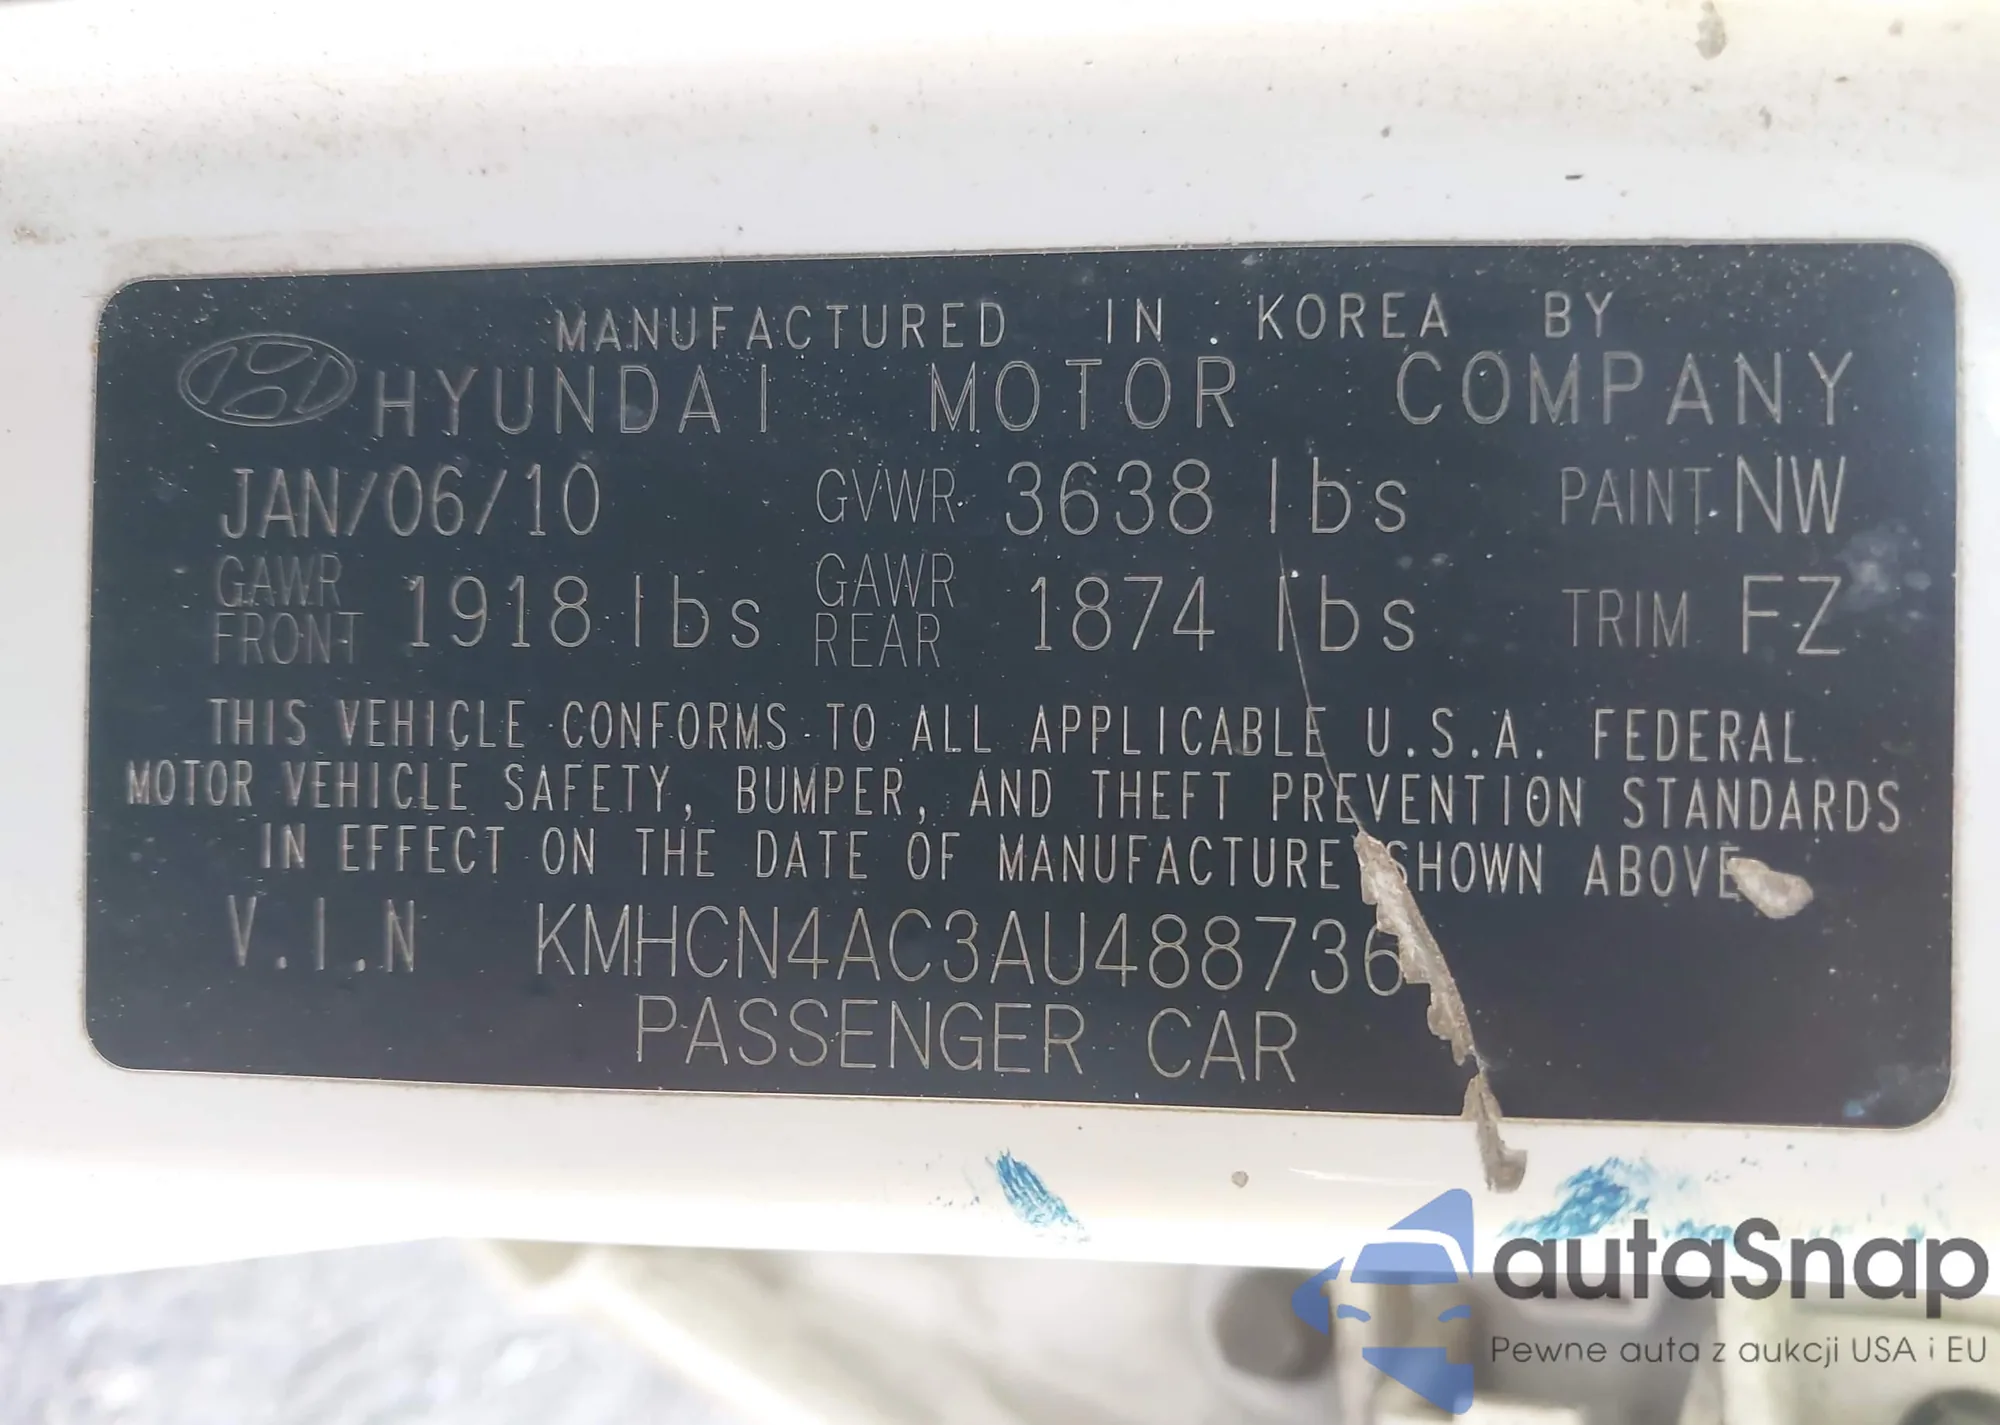 MANUFACTURED IN KOREA BY
HYUNDAI MOTOR COMPANY
JAN/06/10 GVWR 3638 lbs PAINT NW
GAWR FRONT 1918 lbs GAWR REAR 1874 lbs TRIM FZ
THIS VEHICLE CONFORMS TO ALL APPLICABLE U.S.A. FEDERAL
MOTOR VEHICLE SAFETY, BUMPER, AND THEFT PREVENTION STANDARDS
IN EFFECT ON THE DATE OF MANUFACTURE SHOWN ABOVE
V.I.N KMHCN4AC3AU488736
PASSENGER CAR
autaSnap
Pewne auta z aukcji USA i EU